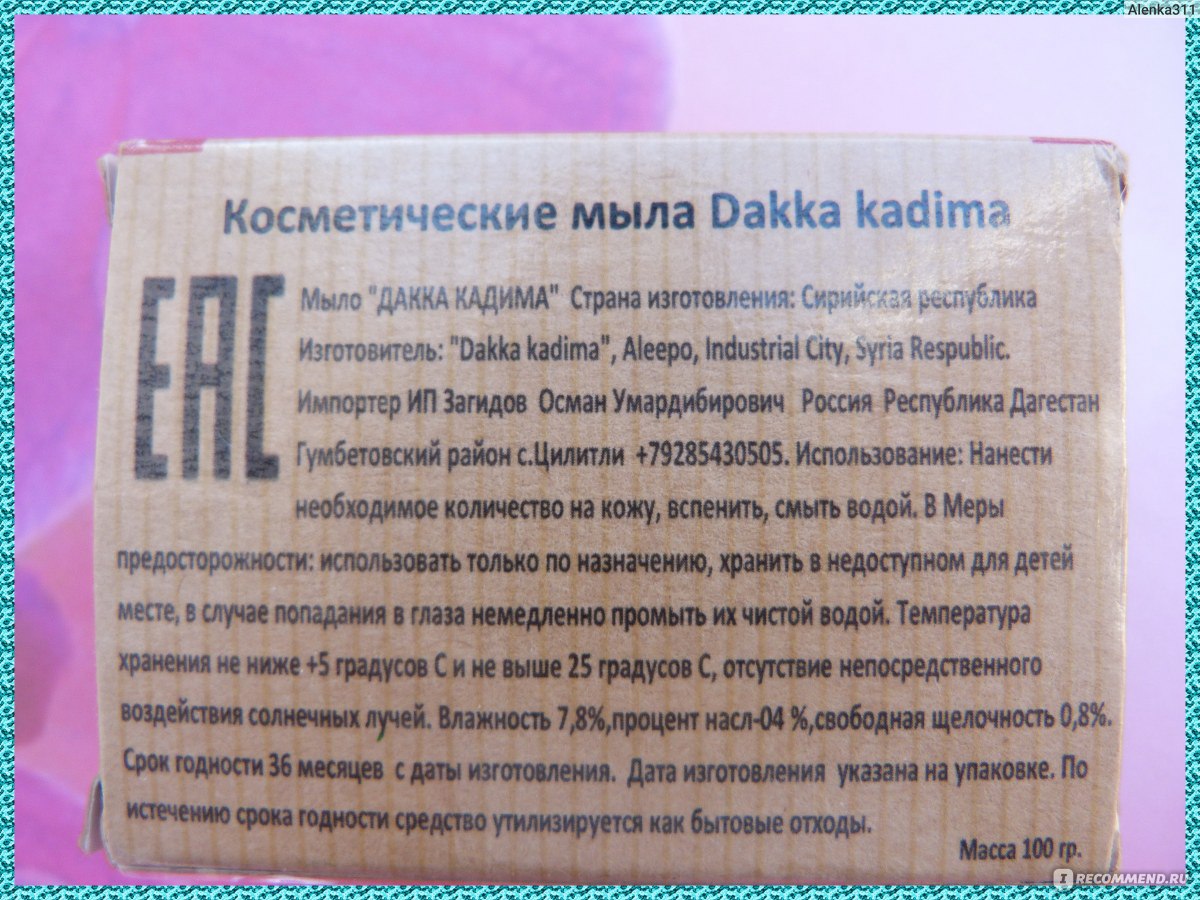 Alenka311
Косметические мыла Dakka kadima
ЕАС
Мыло "ДАККА КАДИМА" Страна изготовления: Сирийская республика
Изготовитель: "Dakka kadima", Aleepo, Industrial City, Syria Respublic.
Импортер ИП Загидов Осман Умардибирович Россия Республика Дагестан
Гумбетовский район с.Цилитли +79285430505. Использование: Нанести
необходимое количество на кожу, вспенить, смыть водой. В Меры
предосторожности: использовать только по назначению, хранить в недоступном для детей
месте, в случае попадания в глаза немедленно промыть их чистой водой. Температура
хранения не ниже +5 градусов С и не выше 25 градусов С, отсутствие непосредственного
воздействия солнечных лучей. Влажность 7,8%,процент насл-04 %,свободная щелочность 0,8%.
Срок годности 36 месяцев с даты изготовления. Дата изготовления указана на упаковке. По
истечению срока годности средство утилизируется как бытовые отходы.
Масса 100 гр.
IRECOMMEND.RU